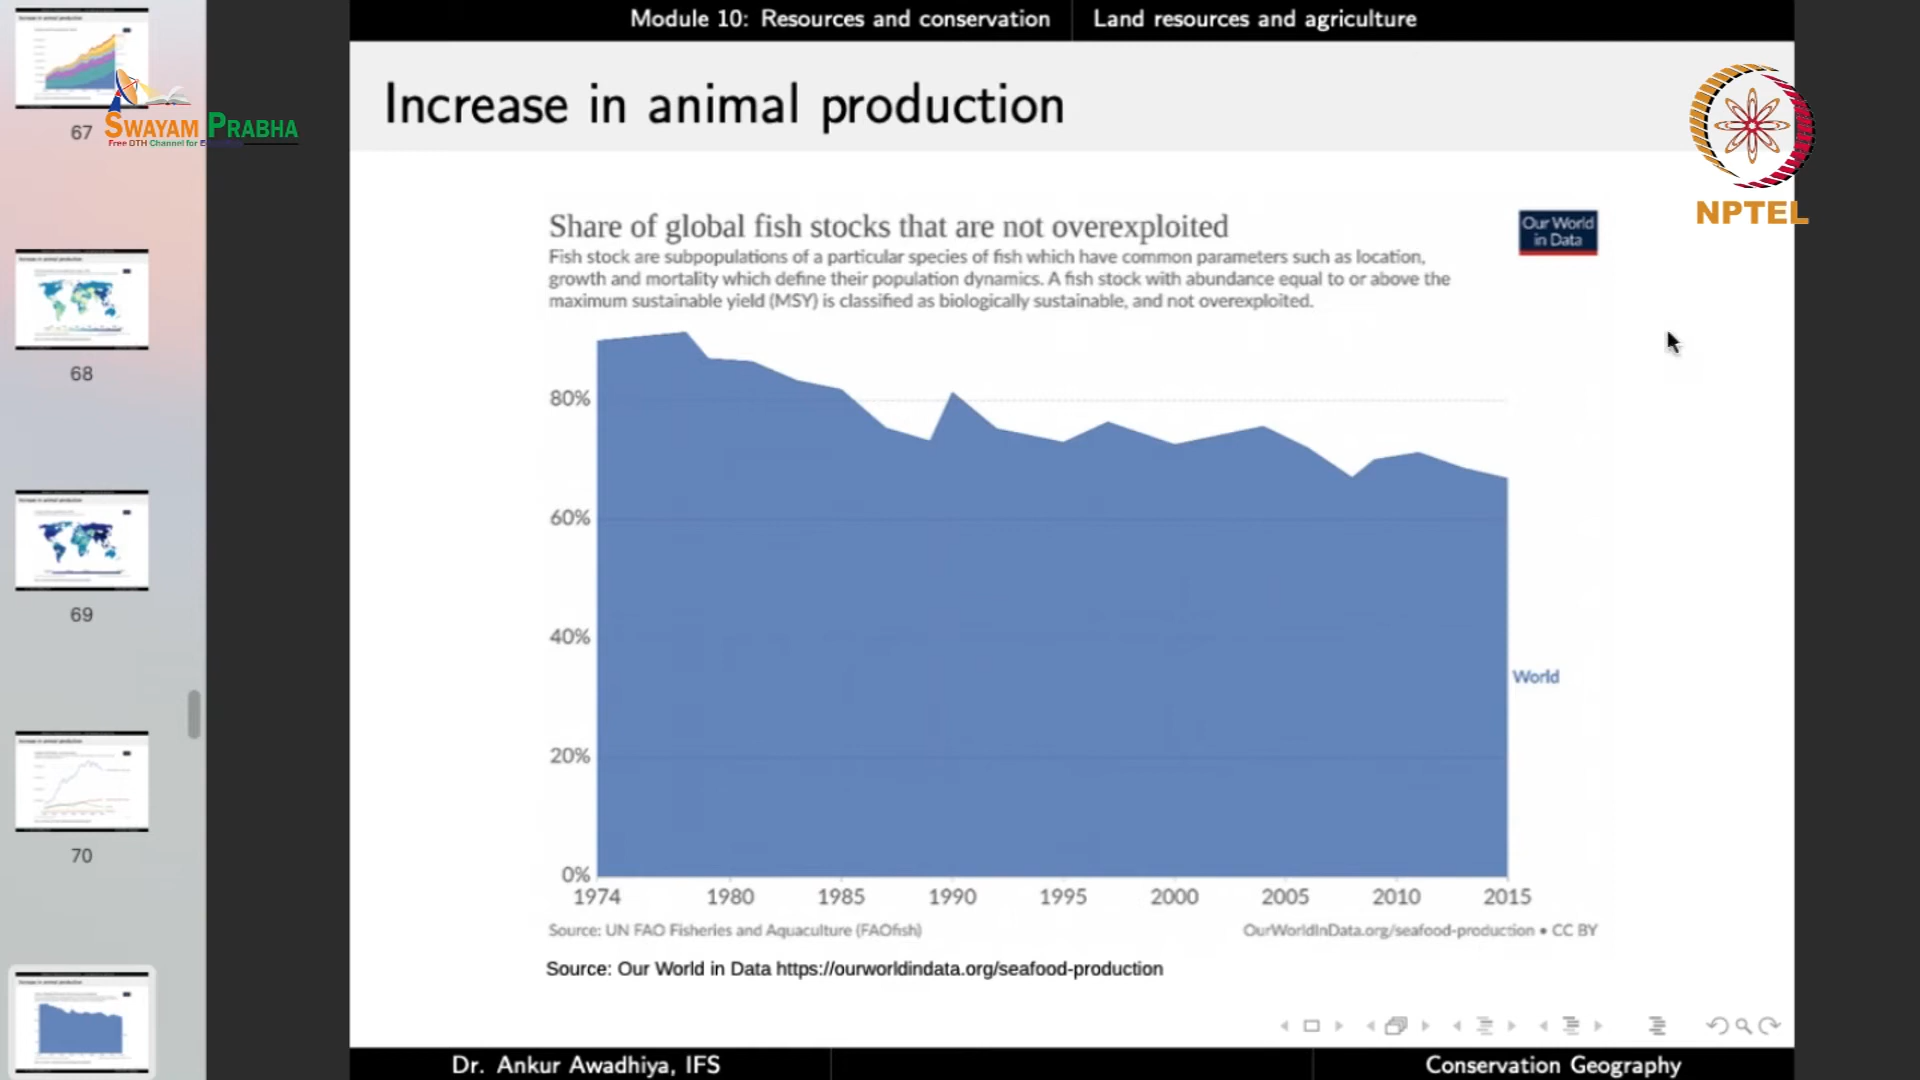 Module 10: Resources and conservation
Land resources and agriculture
Increase in animal production
67
SWAYAM PRABHA
Free DTH Channel for
NPTEL
Share of global fish stocks that are not overexploited
Our World
in Data
Fish stock are subpopulations of a particular species of fish which have common parameters such as location,
growth and mortality which define their population dynamics. A fish stock with abundance equal to or above the
maximum sustainable yield (MSY) is classified as biologically sustainable, and not overexploited.
68
69
70
80%
60%
40%
20%
0%
World
1974 1980 1985 1990 1995 2000 2005 2010 2015
Source: UN FAO Fisheries and Aquaculture (FAOfish)
OurWorldInData.org/seafood-production • CC BY
Source: Our World in Data https://ourworldindata.org/seafood-production
Dr. Ankur Awadhiya, IFS
Conservation Geography